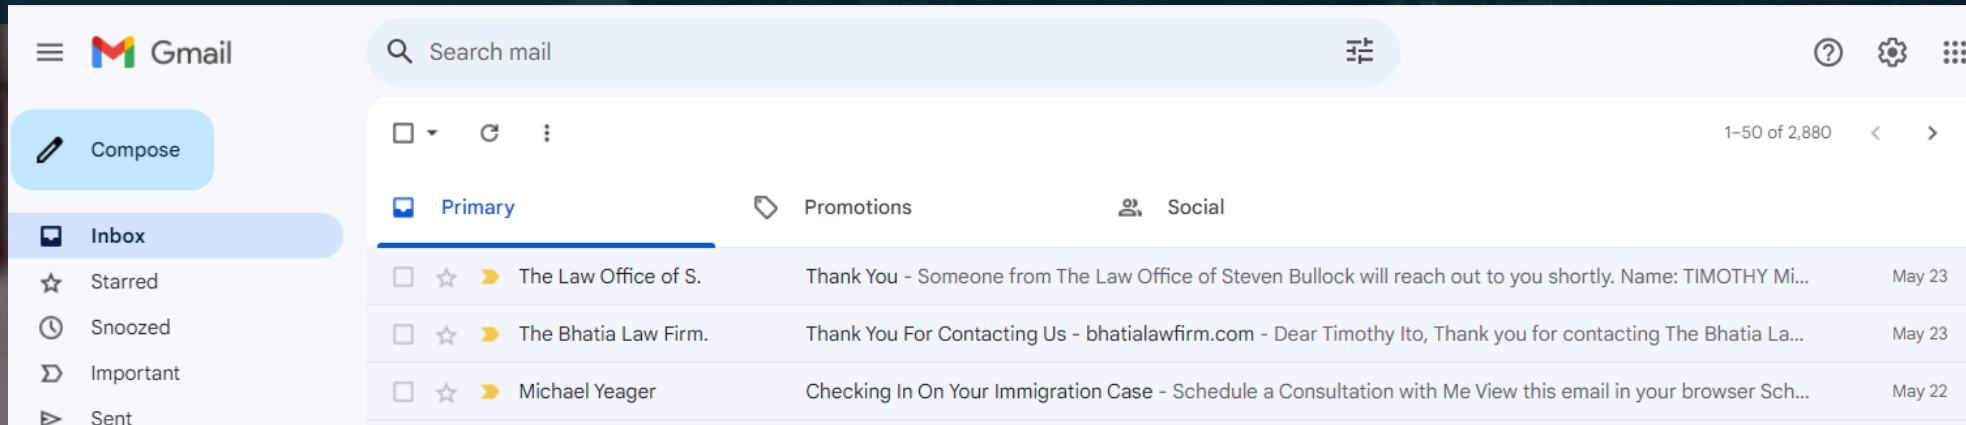 Gmail
Search mail
Compose
1–50 of 2,880
Primary
Promotions
Social
Inbox
Starred
Snoozed
Important
Sent
The Law Office of S. Thank You - Someone from The Law Office of Steven Bullock will reach out to you shortly. Name: TIMOTHY Mi... May 23
The Bhatia Law Firm. Thank You For Contacting Us - bhatialawfirm.com - Dear Timothy Ito, Thank you for contacting The Bhatia La... May 23
Michael Yeager Checking In On Your Immigration Case - Schedule a Consultation with Me View this email in your browser Sch... May 22